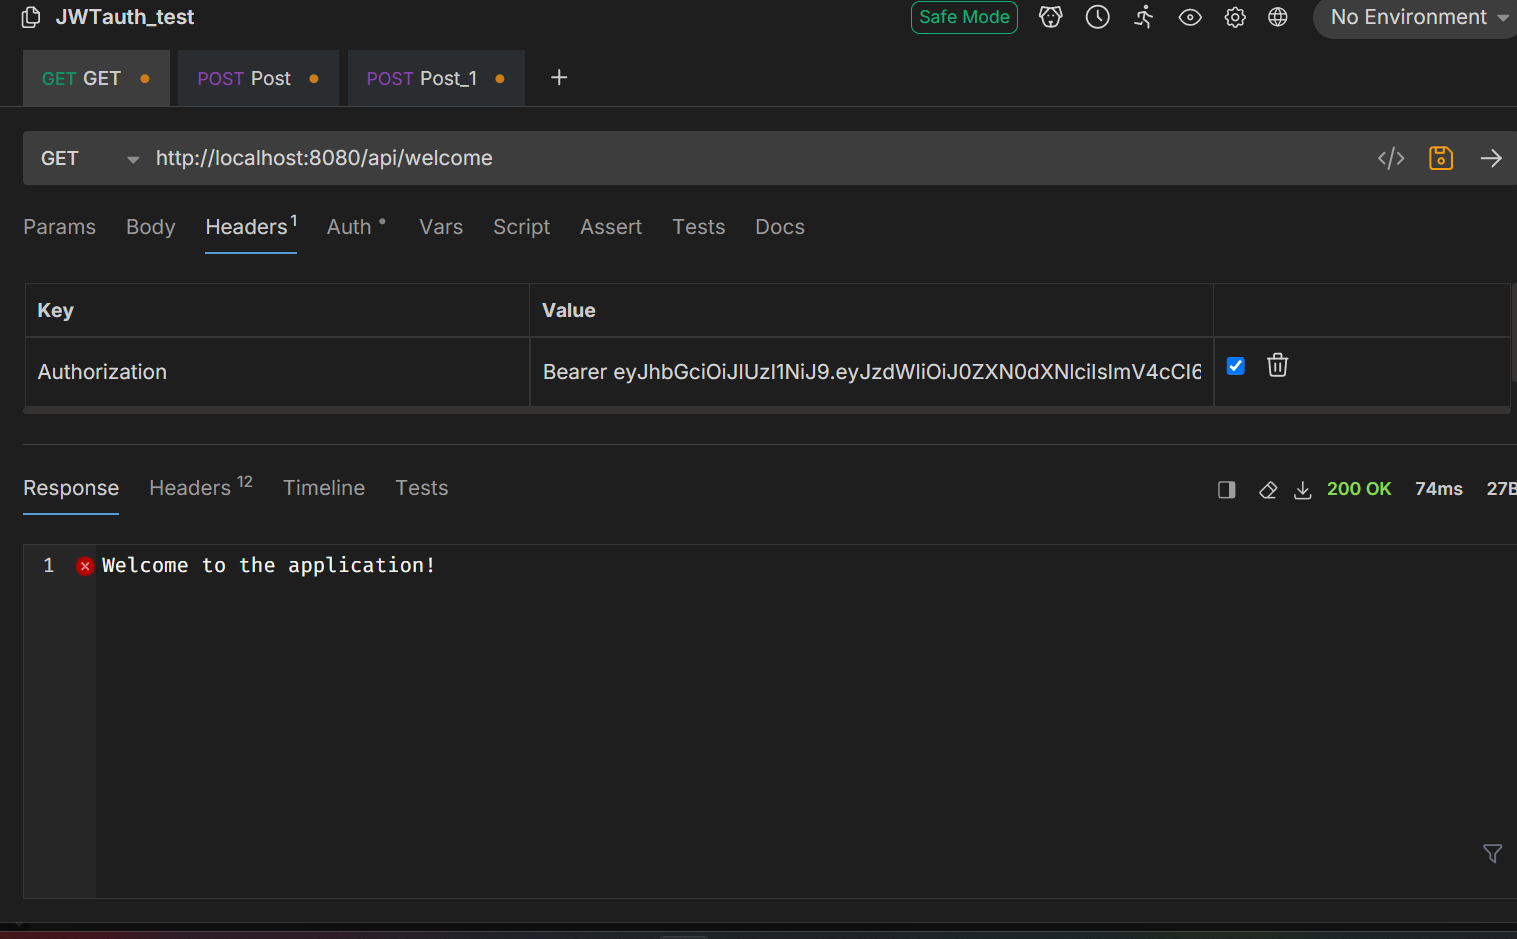 JWTauth_test
Safe Mode
No Environment
GET GET
POST Post
POST Post_1
+
GET
http://localhost:8080/api/welcome
</>
Params Body Headers 1 Auth Vars Script Assert Tests Docs
Key Value
Authorization Bearer eyJhbGciOiJIUzI1NiJ9.eyJzdWIiOiJ0ZXN0dXNlciIsImV4cCI6
Response Headers 12 Timeline Tests
200 OK 74ms 27B
1 Welcome to the application!